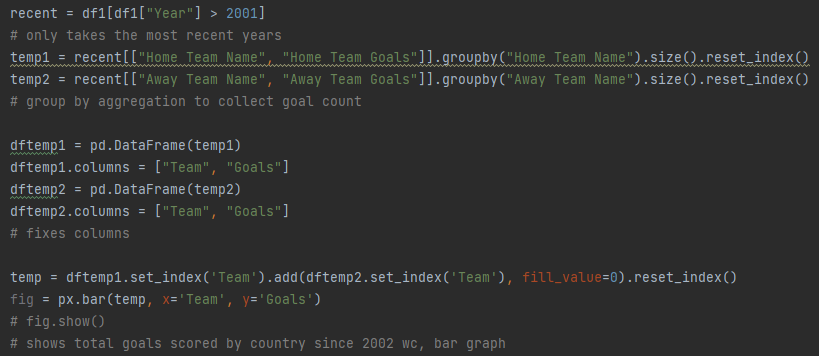 recent = df1[df1["Year"] > 2001]
# only takes the most recent years
temp1 = recent[["Home Team Name", "Home Team Goals"]].groupby("Home Team Name").size().reset_index()
temp2 = recent[["Away Team Name", "Away Team Goals"]].groupby("Away Team Name").size().reset_index()
# group by aggregation to collect goal count
dftemp1 = pd.DataFrame(temp1)
dftemp1.columns = ["Team", "Goals"]
dftemp2 = pd.DataFrame(temp2)
dftemp2.columns = ["Team", "Goals"]
# fixes columns
temp = dftemp1.set_index('Team').add(dftemp2.set_index('Team'), fill_value=0).reset_index()
fig = px.bar(temp, x='Team', y='Goals')
# fig.show()
# shows total goals scored by country since 2002 wc, bar graph